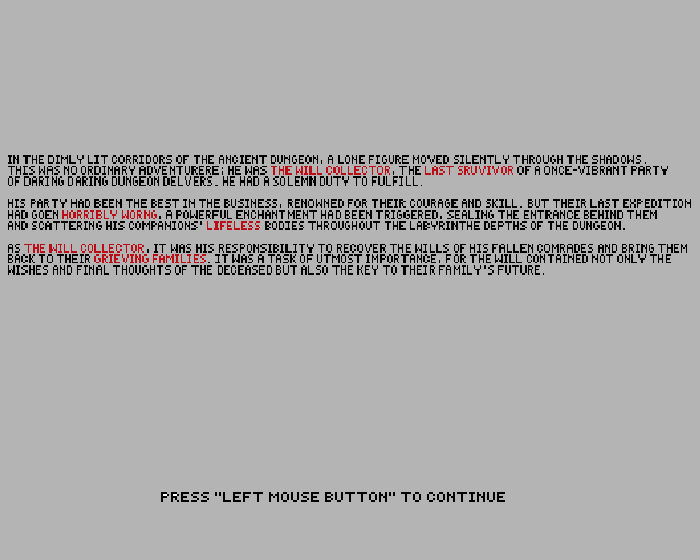 IN THE DIMLY LIT CORRIDORS OF THE ANCIENT DUNGEON, A LONE FIGURE MOVED SILENTLY THROUGH THE SHADOWS.
THIS WAS NO ORDINARY ADVENTURERE; HE WAS THE WILL COLLECTOR, THE LAST SRUVIVOR OF A ONCE-VIBRANT PARTY
OF DARING DARING DUNGEON DELVERS. HE HAD A SOLEMN DUTY TO FULFILL.
HIS PARTY HAD BEEN THE BEST IN THE BUSINESS, RENOWNED FOR THEIR COURAGE AND SKILL. BUT THEIR LAST EXPEDITION
HAD GOEN HORRIBLY WORNG, A POWERFUL ENCHANTMENT HAD BEEN TRIGGERED, SEALING THE ENTRANCE BEHIND THEM
AND SCATTERING HIS COMPANIONS' LIFELESS BODIES THROUGHOUT THE LABYRINTHE DEPTHS OF THE DUNGEON.
AS THE WILL COLLECTOR, IT WAS HIS RESPONSIBILITY TO RECOVER THE WILLS OF HIS FALLEN COMRADES AND BRING THEM
BACK TO THEIR GRIEVING FAMILIES. IT WAS A TASK OF UTMOST IMPORTANCE, FOR THE WILL CONTAINED NOT ONLY THE
WISHES AND FINAL THOUGHTS OF THE DECEASED BUT ALSO THE KEY TO THEIR FAMILY'S FUTURE.
PRESS "LEFT MOUSE BUTTON" TO CONTINUE